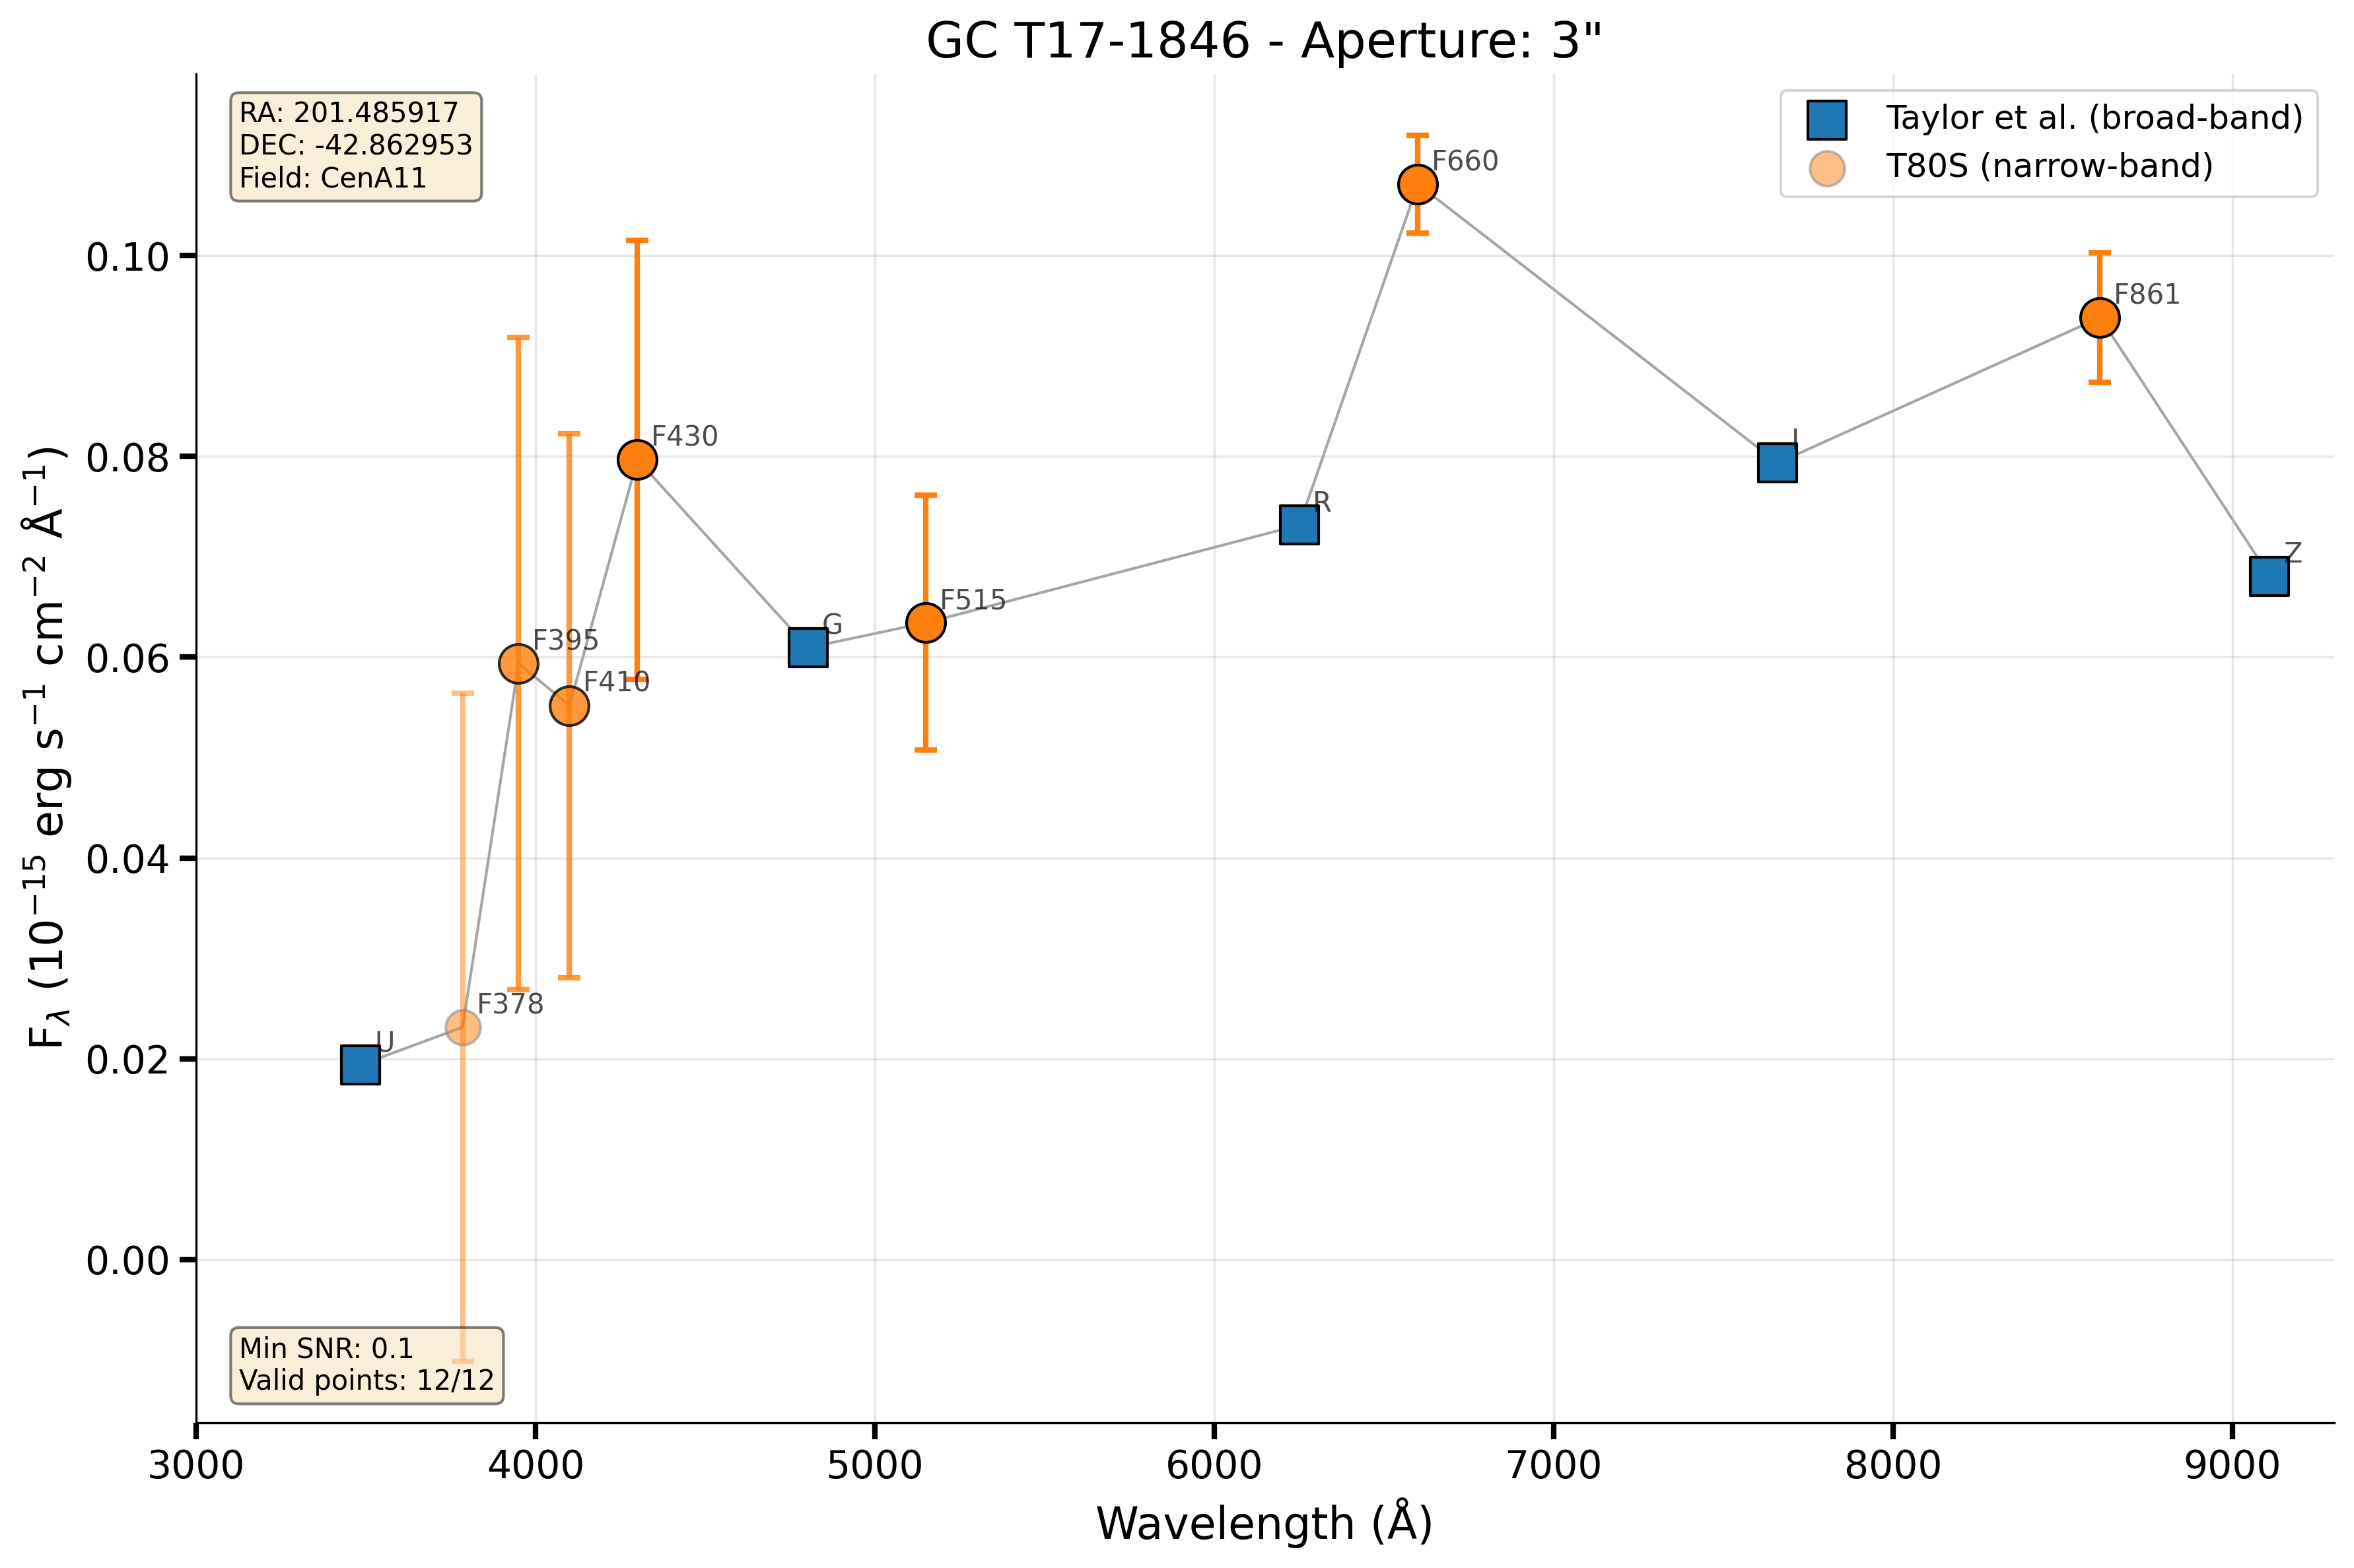 GC T17-1846 - Aperture: 3"
RA: 201.485917
DEC: -42.862953
Field: CenA11
Taylor et al. (broad-band)
T80S (narrow-band)
F660
F861
F430
I
R
Z
F515
G
F395
F410
F378
U
0.10
0.08
0.06
0.04
0.02
0.00
F_λ (10⁻¹⁵ erg s⁻¹ cm⁻² Å⁻¹)
Min SNR: 0.1
Valid points: 12/12
3000 4000 5000 6000 7000 8000 9000
Wavelength (Å)